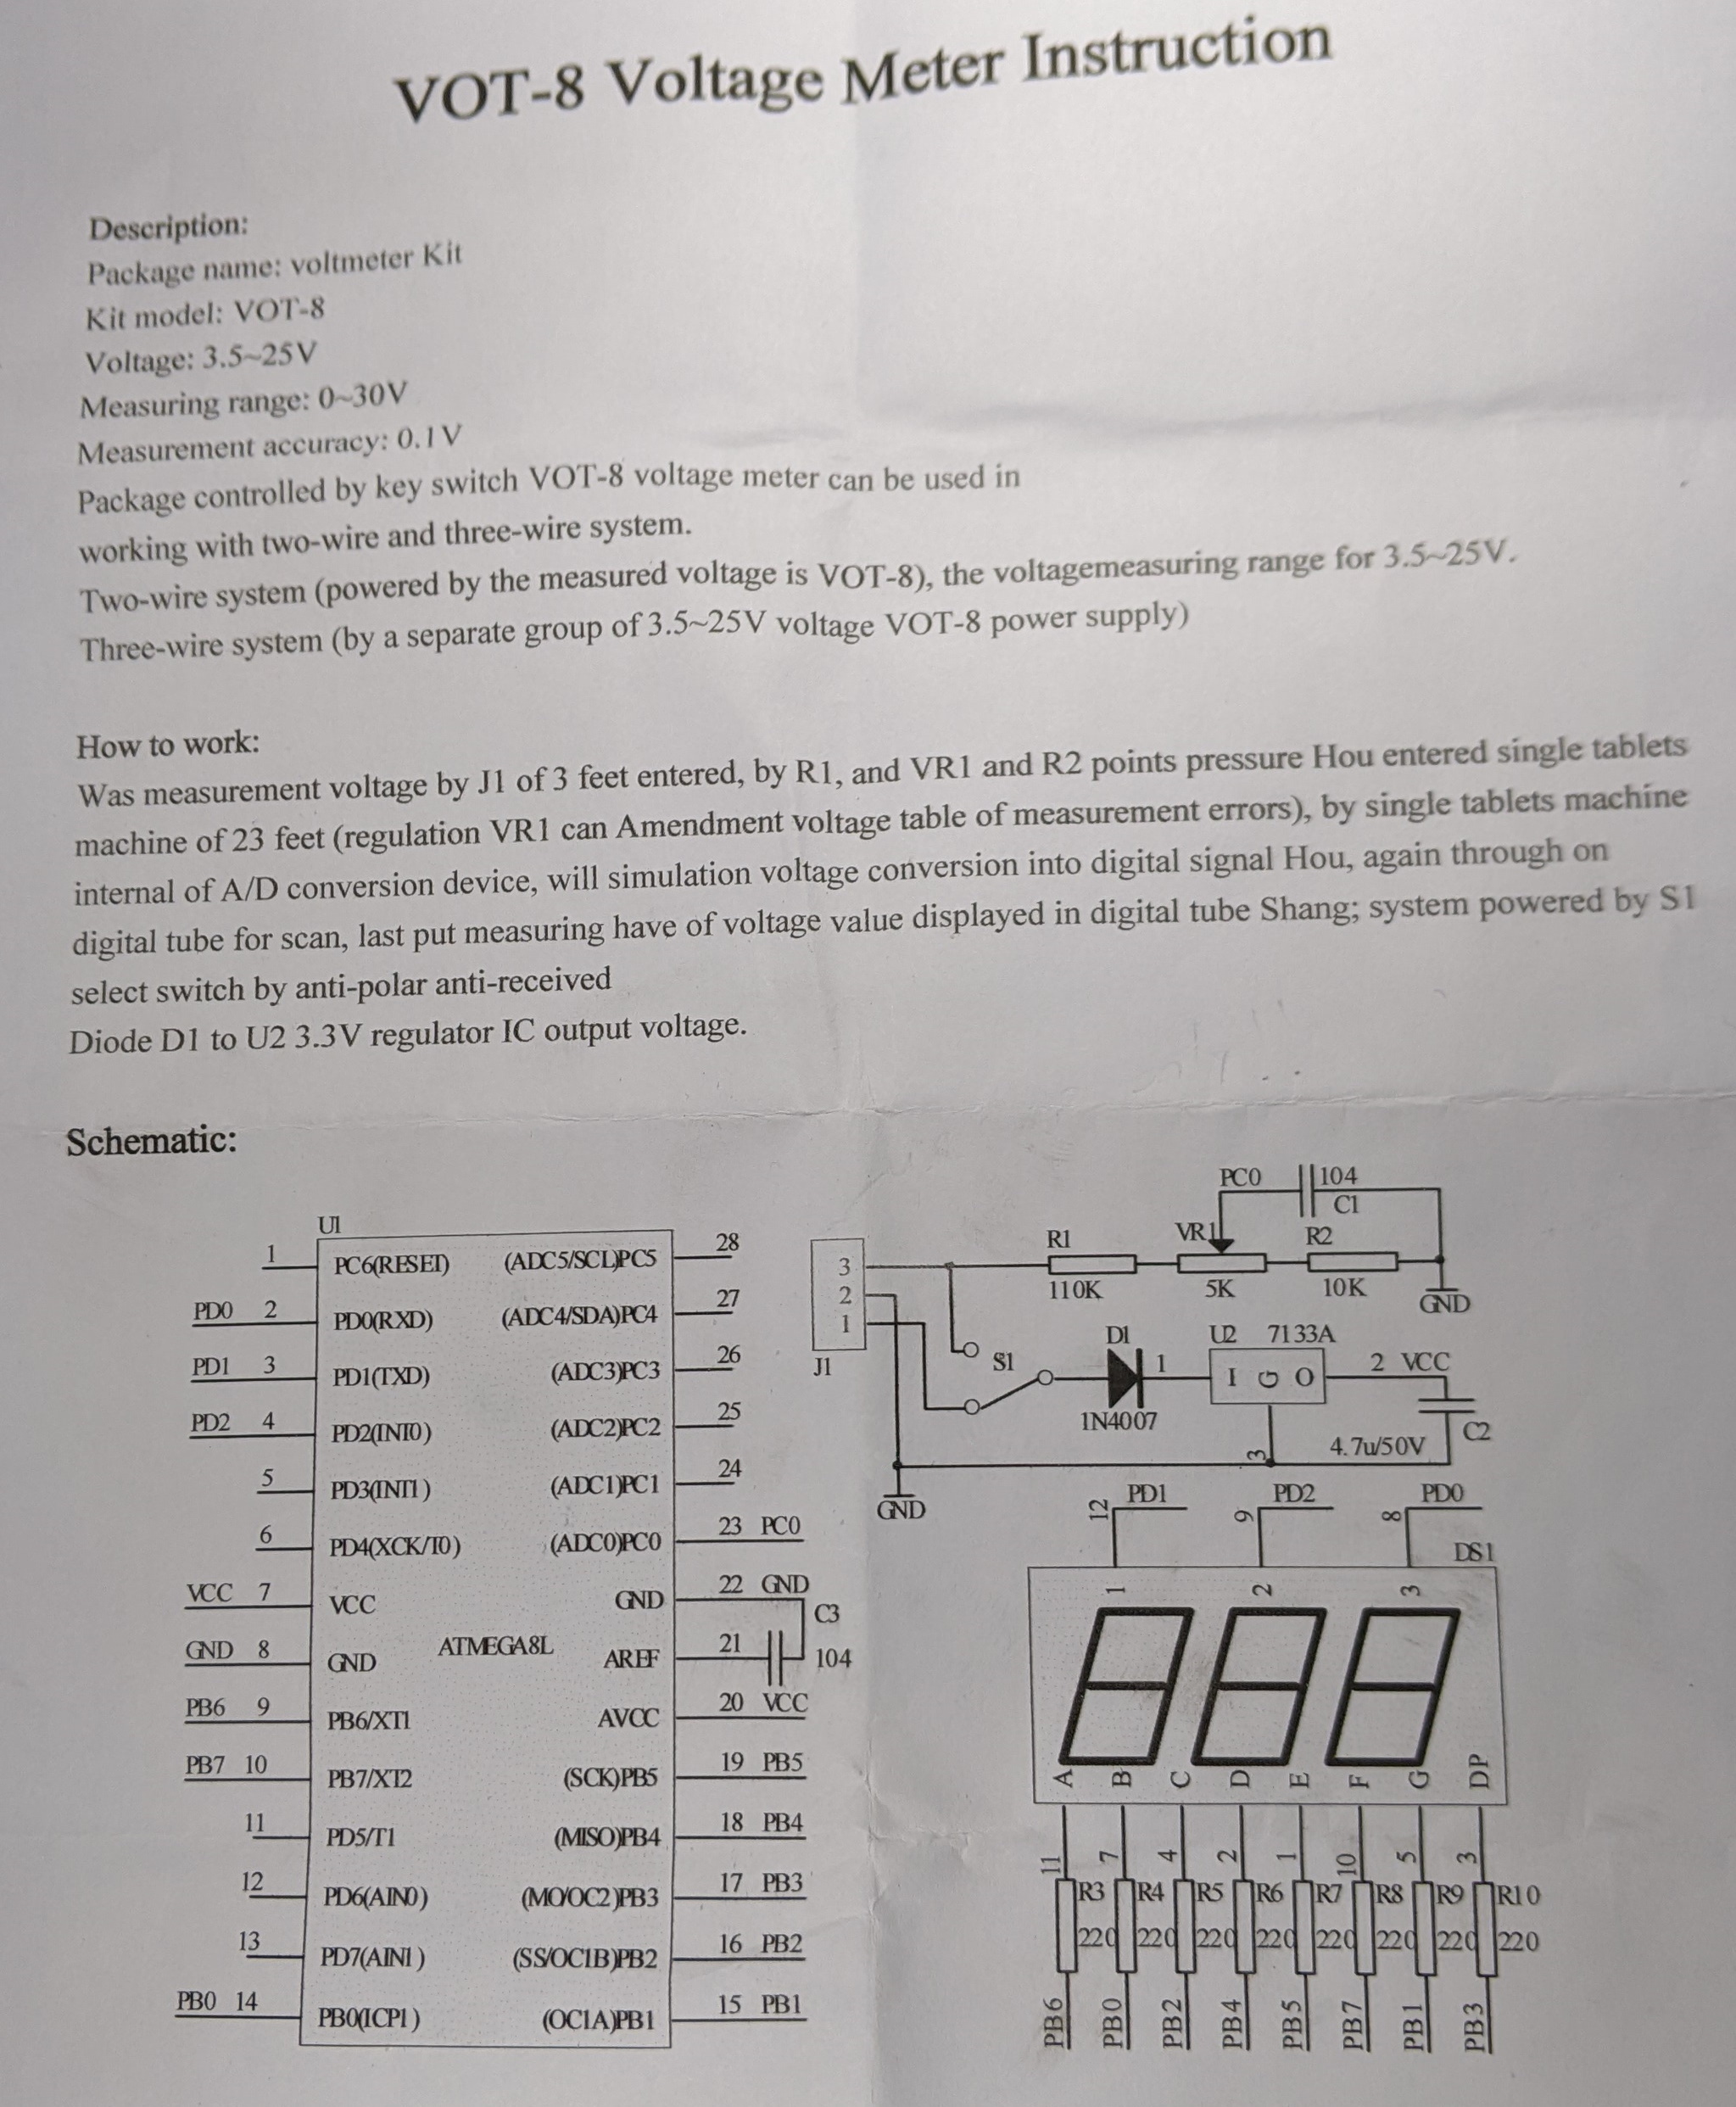 VOT-8 Voltage Meter Instruction
Description:
Package name: voltmeter Kit
Kit model: VOT-8
Voltage: 3.5~25V
Measuring range: 0~30V
Measurement accuracy: 0.1V
Package controlled by key switch VOT-8 voltage meter can be used in
working with two-wire and three-wire system.
Two-wire system (powered by the measured voltage is VOT-8), the voltagemeasuring range for 3.5~25V.
Three-wire system (by a separate group of 3.5~25V voltage VOT-8 power supply)
How to work:
Was measurement voltage by J1 of 3 feet entered, by R1, and VR1 and R2 points pressure Hou entered single tablets
machine of 23 feet (regulation VR1 can Amendment voltage table of measurement errors), by single tablets machine
internal of A/D conversion device, will simulation voltage conversion into digital signal Hou, again through on
digital tube for scan, last put measuring have of voltage value displayed in digital tube Shang; system powered by S1
select switch by anti-polar anti-received
Diode D1 to U2 3.3V regulator IC output voltage.
Schematic:
U1
1 PC6(RESET) (ADC5/SCL)PC5 28
PD0 2 PD0(RXD) (ADC4/SDA)PC4 27
PD1 3 PD1(TXD) (ADC3)PC3 26
PD2 4 PD2(INT0) (ADC2)PC2 25
5 PD3(INT1) (ADC1)PC1 24
6 PD4(XCK/T0) (ADC0)PC0 23 PC0
VCC 7 VCC GND 22 GND
GND 8 GND ATMEGA8L AREF 21
C3
104
PB6 9 PB6/XT1 AVCC 20 VCC
PB7 10 PB7/XT2 (SCK)PB5 19 PB5
11 PD5/T1 (MISO)PB4 18 PB4
12 PD6(AIN0) (MO/OC2)PB3 17 PB3
13 PD7(AIN1) (SS/OC1B)PB2 16 PB2
PB0 14 PB0(ICP1) (OC1A)PB1 15 PB1
PC0 104
C1
R1 VR1 R2
3
110K 5K 10K
2
GND
1
J1
S1
D1 1 U2 7133A
I G O
2 VCC
1N4007
3
4.7u/50V C2
GND
12 PD1 9 PD2 8 PD0
DS1
1 2 3
A B C D E F G DP
11 7 4 2 1 10 5 3
R3 R4 R5 R6 R7 R8 R9 R10
220 220 220 220 220 220 220 220
PB6 PB0 PB2 PB4 PB5 PB7 PB1 PB3